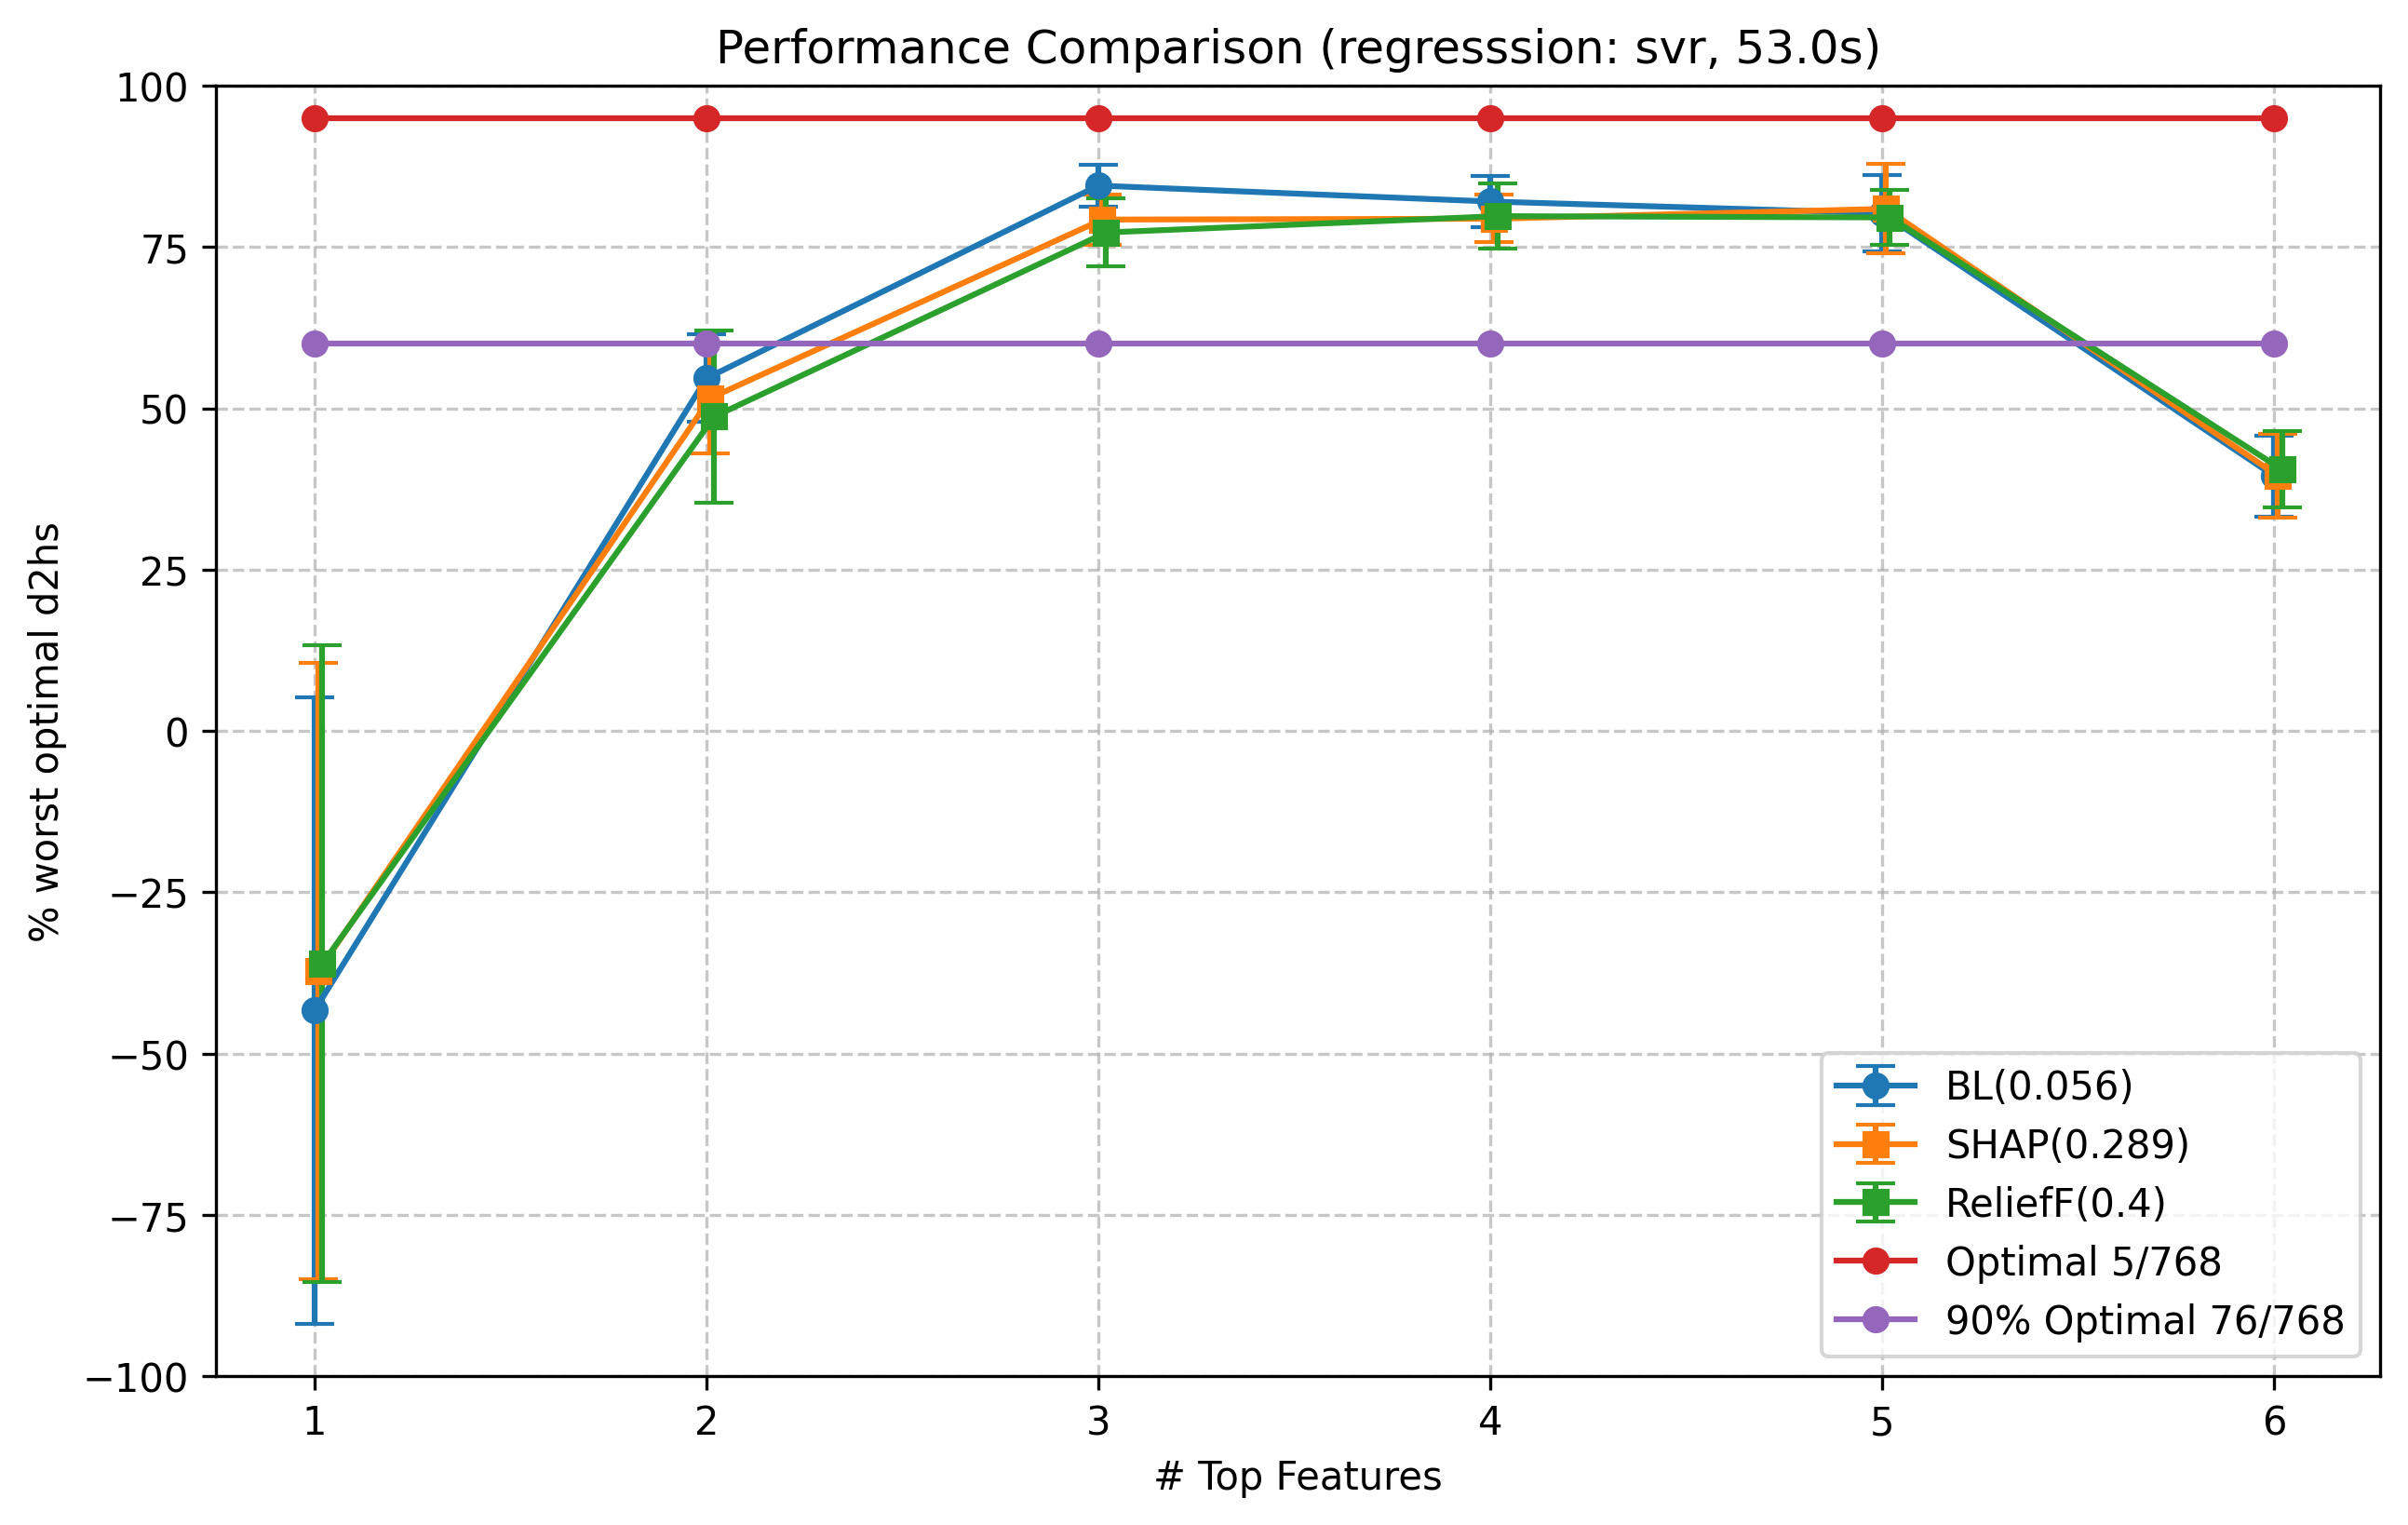 Performance Comparison (regresssion: svr, 53.0s)
% worst optimal d2hs
100
75
50
25
0
−25
−50
−75
−100
BL(0.056)
SHAP(0.289)
ReliefF(0.4)
Optimal 5/768
90% Optimal 76/768
1 2 3 4 5 6
# Top Features